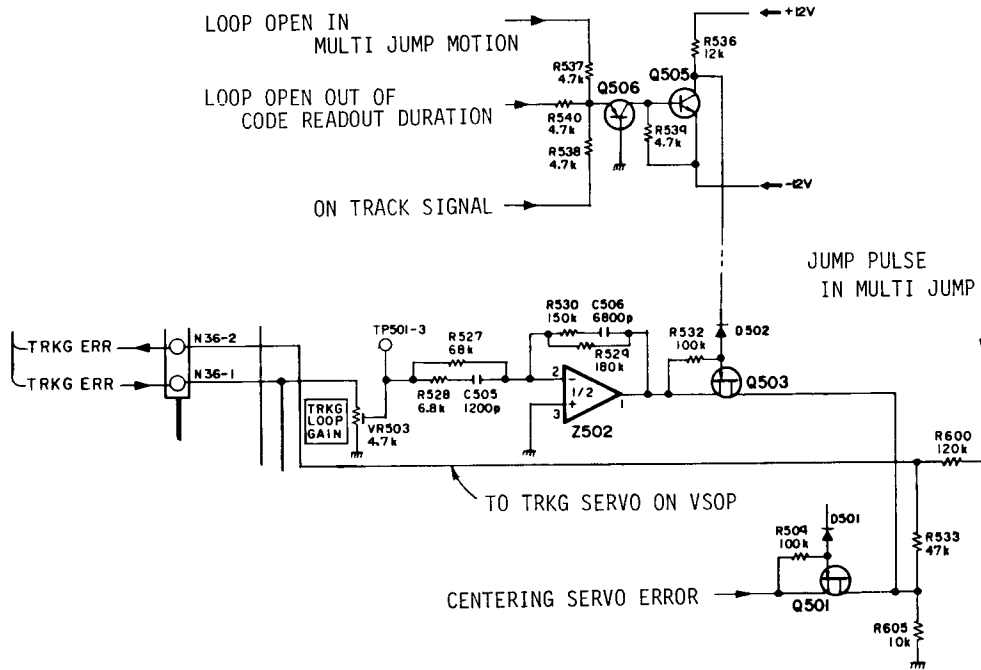 LOOP OPEN IN
MULTI JUMP MOTION
+12V
R536
12k
R537
4.7k
Q506
Q505
LOOP OPEN OUT OF
CODE READOUT DURATION
R540
4.7k
R538
4.7k
R539
4.7k
-12V
ON TRACK SIGNAL
JUMP PULSE
IN MULTI JUMP
TRKG ERR
N36-2
TRKG ERR
N36-1
TP501-3
R527
68k
R528
6.8k
C505
1200p
R530
150k
C506
6800p
R529
180k
R532
100k
D502
Q503
TRKG
LOOP
GAIN
VR503
4.7k
2
-
1/2
+
3
1
Z502
R600
120k
TO TRKG SERVO ON VSOP
R504
100k
D501
R533
47k
CENTERING SERVO ERROR
Q501
R605
10k